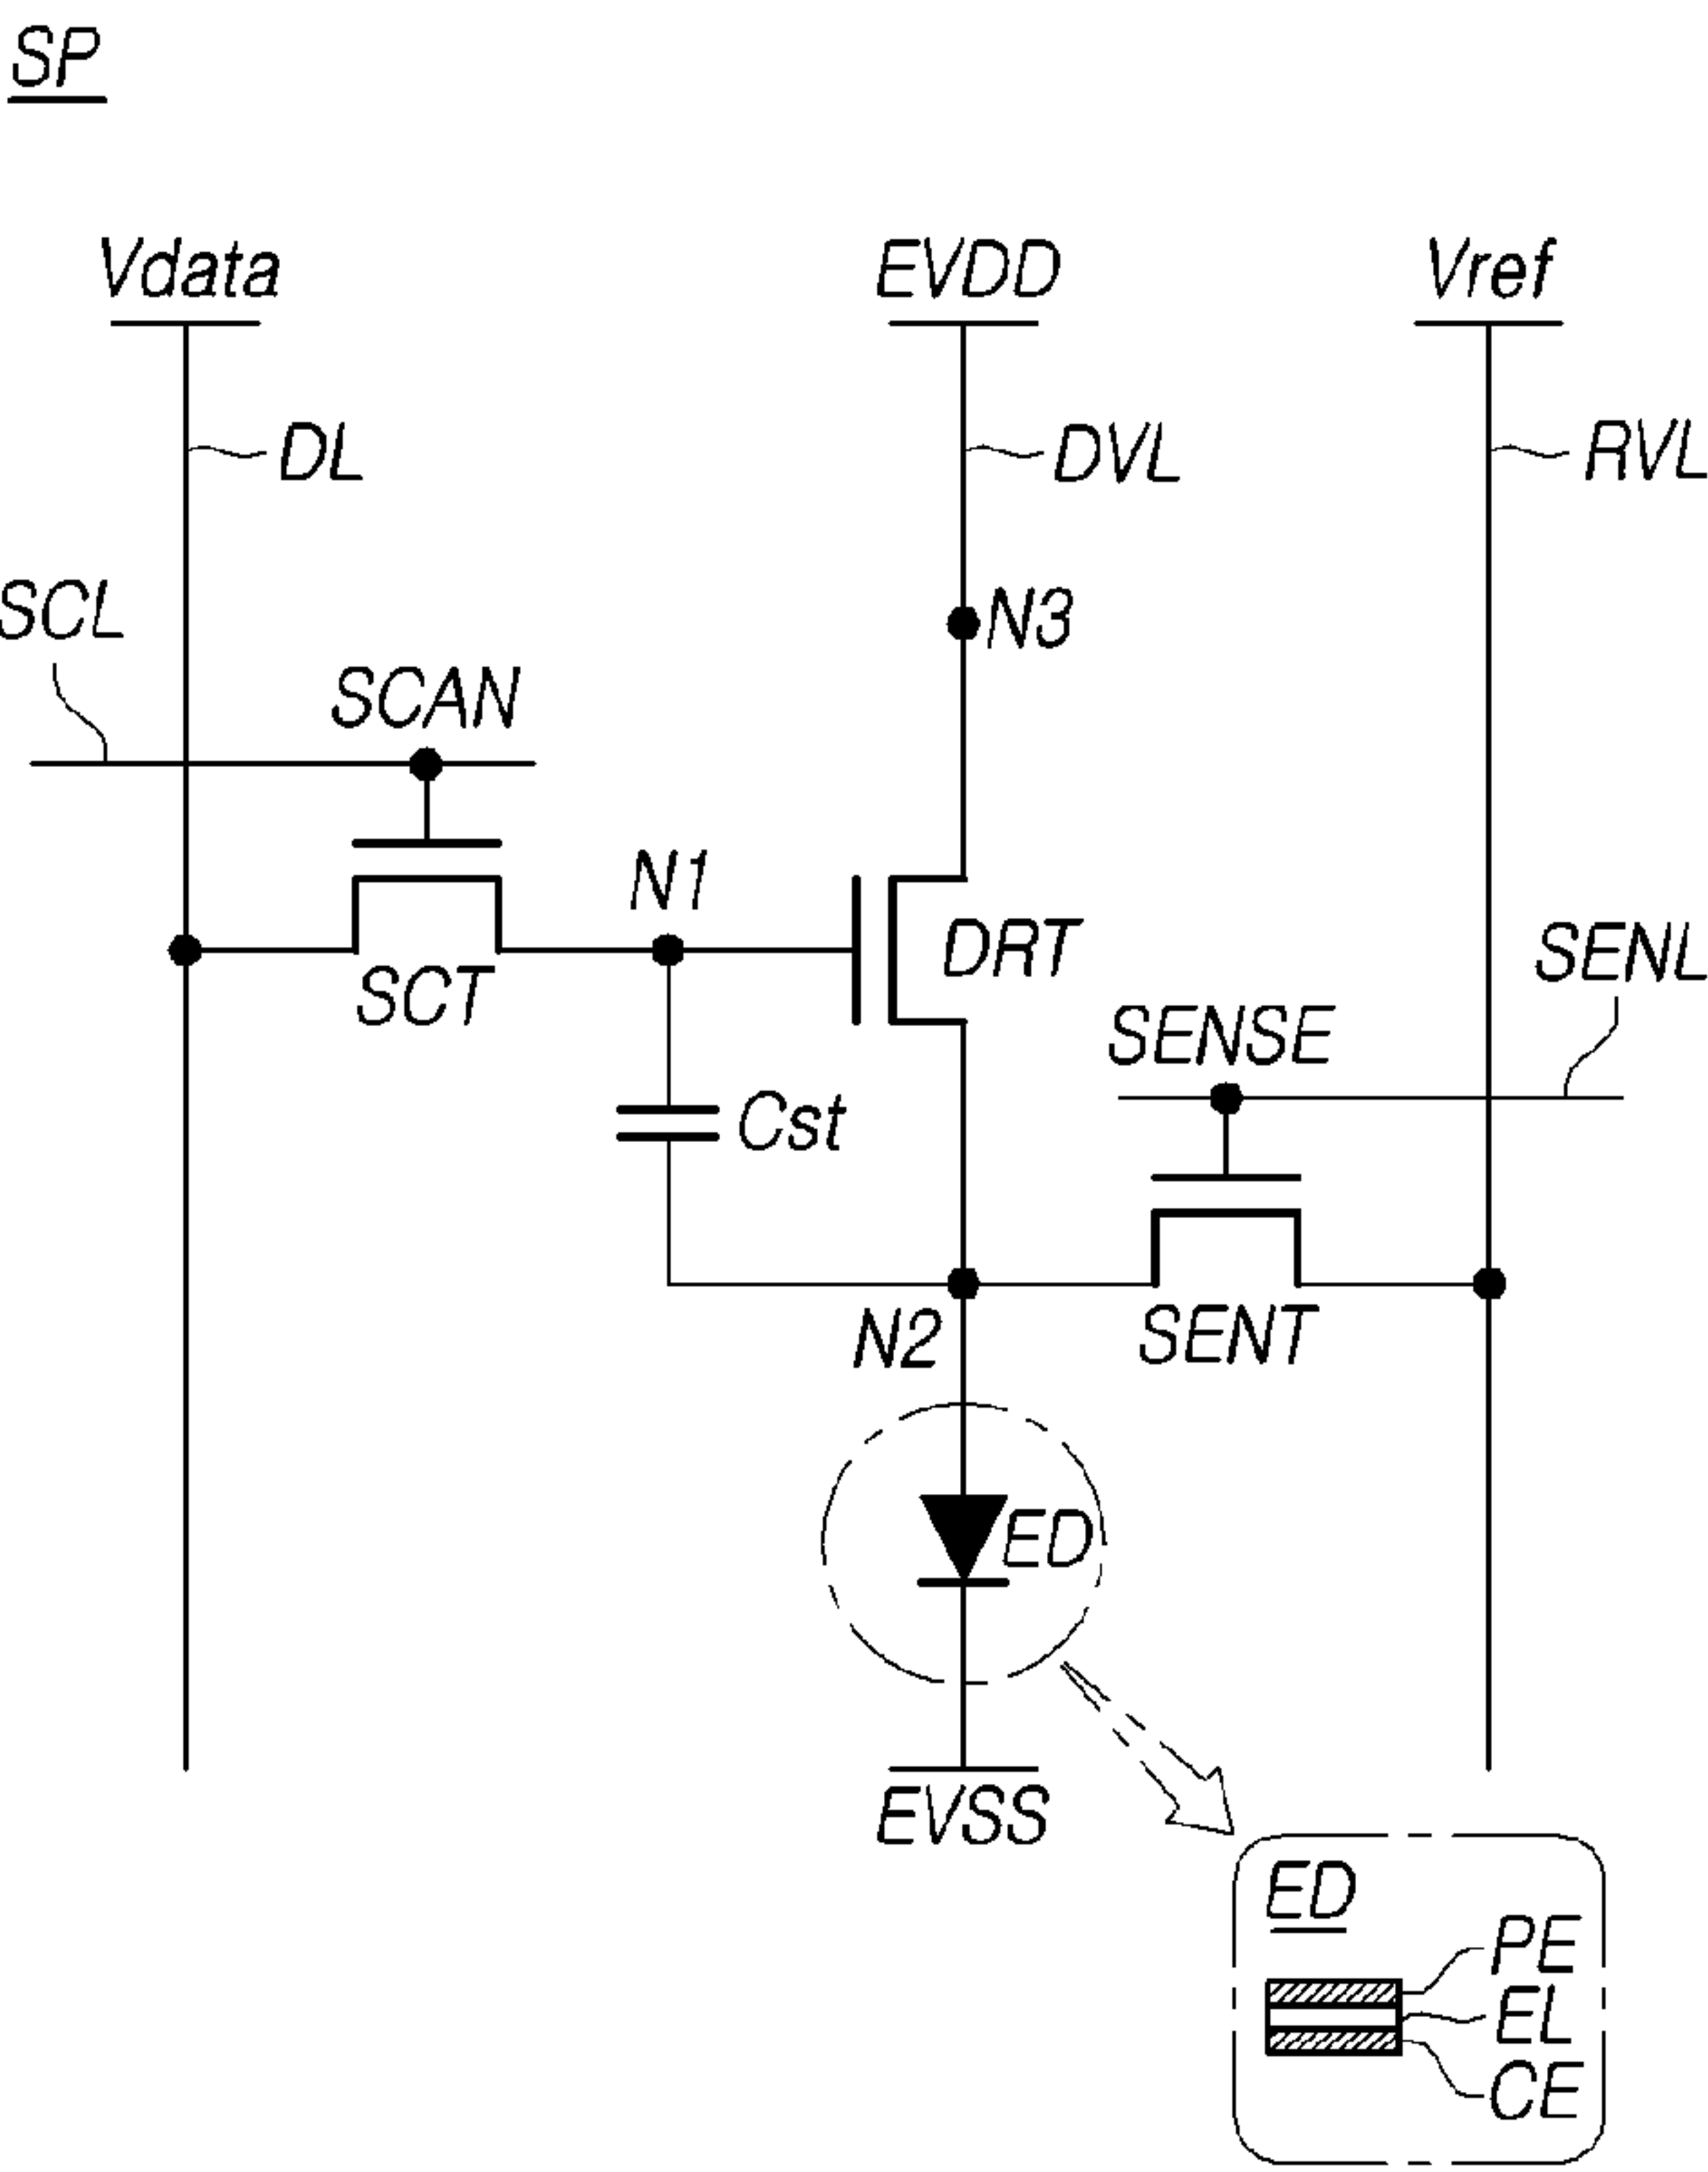 SP
Vdata
EVDD
Vref
DL
DVL
RVL
SCL
N3
SCAN
N1
DRT
SENL
SCT
SENSE
Cst
N2
SENT
ED
EVSS
ED
PE
EL
CE